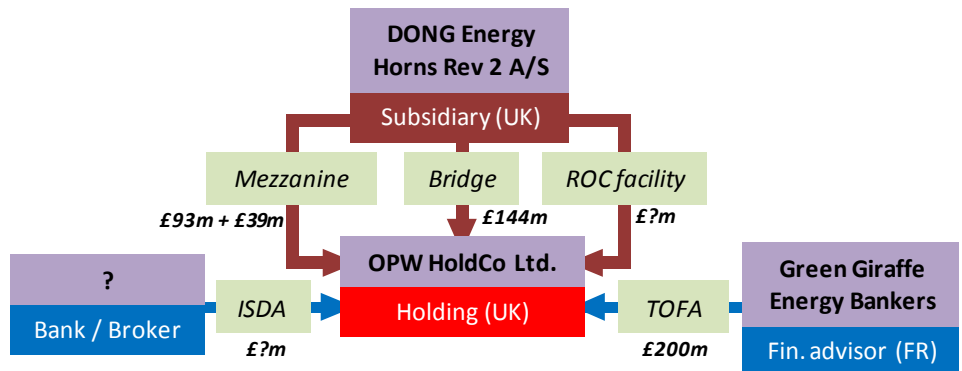 DONG Energy
Horns Rev 2 A/S
Subsidiary (UK)
Mezzanine
Bridge
ROC facility
£93m + £39m
£144m
£?m
?
Bank / Broker
ISDA
£?m
OPW HoldCo Ltd.
Holding (UK)
TOFA
£200m
Green Giraffe
Energy Bankers
Fin. advisor (FR)